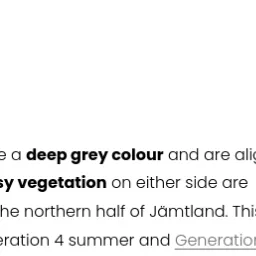 e a deep grey colour and are alig
sy vegetation on either side are
he northern half of Jämtland. This
eration 4 summer and Generation